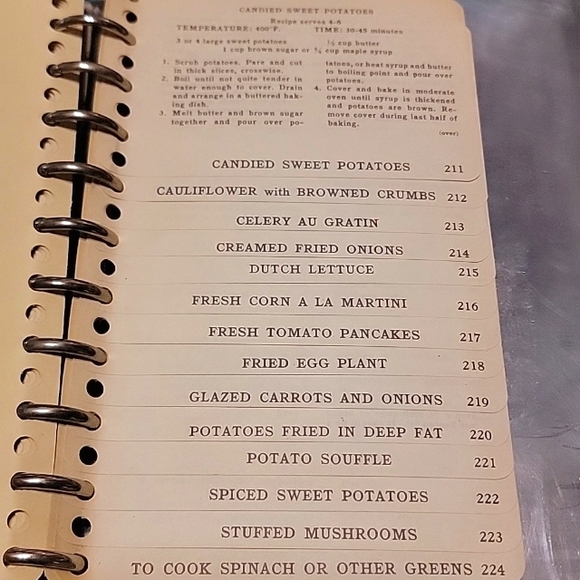 CANDIED SWEET POTATOES
Recipe serves 4-6
TEMPERATURE: 400°F. TIME: 30-45 minutes
3 or 4 large sweet potatoes ½ cup butter
1 cup brown sugar or ¾ cup maple syrup
1. Scrub potatoes. Pare and cut
in thick slices, crosswise.
2. Boil until not quite tender in
water enough to cover. Drain
and arrange in a buttered bak-
ing dish.
3. Melt butter and brown sugar
together and pour over po-
tatoes, or heat syrup and butter
to boiling point and pour over
potatoes.
4. Cover and bake in moderate
oven until syrup is thickened
and potatoes are brown. Re-
move cover during last half of
baking.
(over)
CANDIED SWEET POTATOES 211
CAULIFLOWER with BROWNED CRUMBS 212
CELERY AU GRATIN 213
CREAMED FRIED ONIONS 214
DUTCH LETTUCE 215
FRESH CORN A LA MARTINI 216
FRESH TOMATO PANCAKES 217
FRIED EGG PLANT 218
GLAZED CARROTS AND ONIONS 219
POTATOES FRIED IN DEEP FAT 220
POTATO SOUFFLE 221
SPICED SWEET POTATOES 222
STUFFED MUSHROOMS 223
TO COOK SPINACH OR OTHER GREENS 224